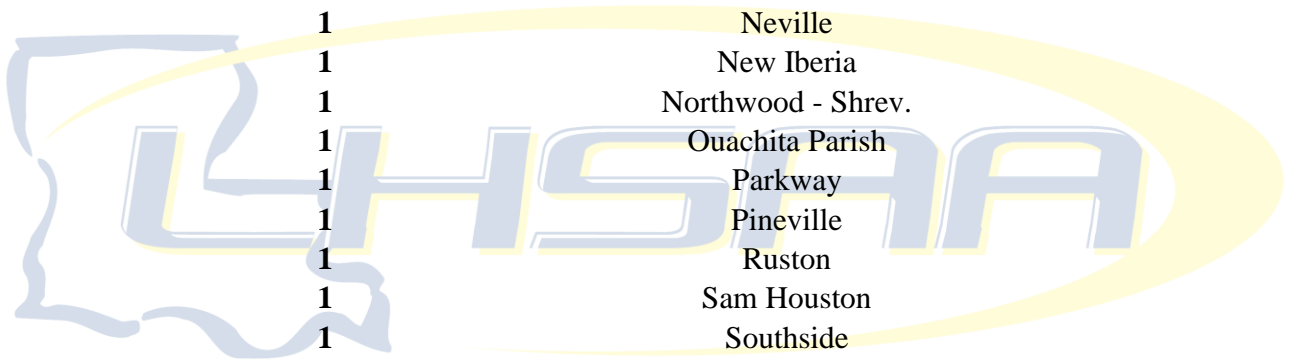 1 Neville
1 New Iberia
1 Northwood - Shrev.
1 Ouachita Parish
1 Parkway
1 Pineville
1 Ruston
1 Sam Houston
1 Southside
LHSAA